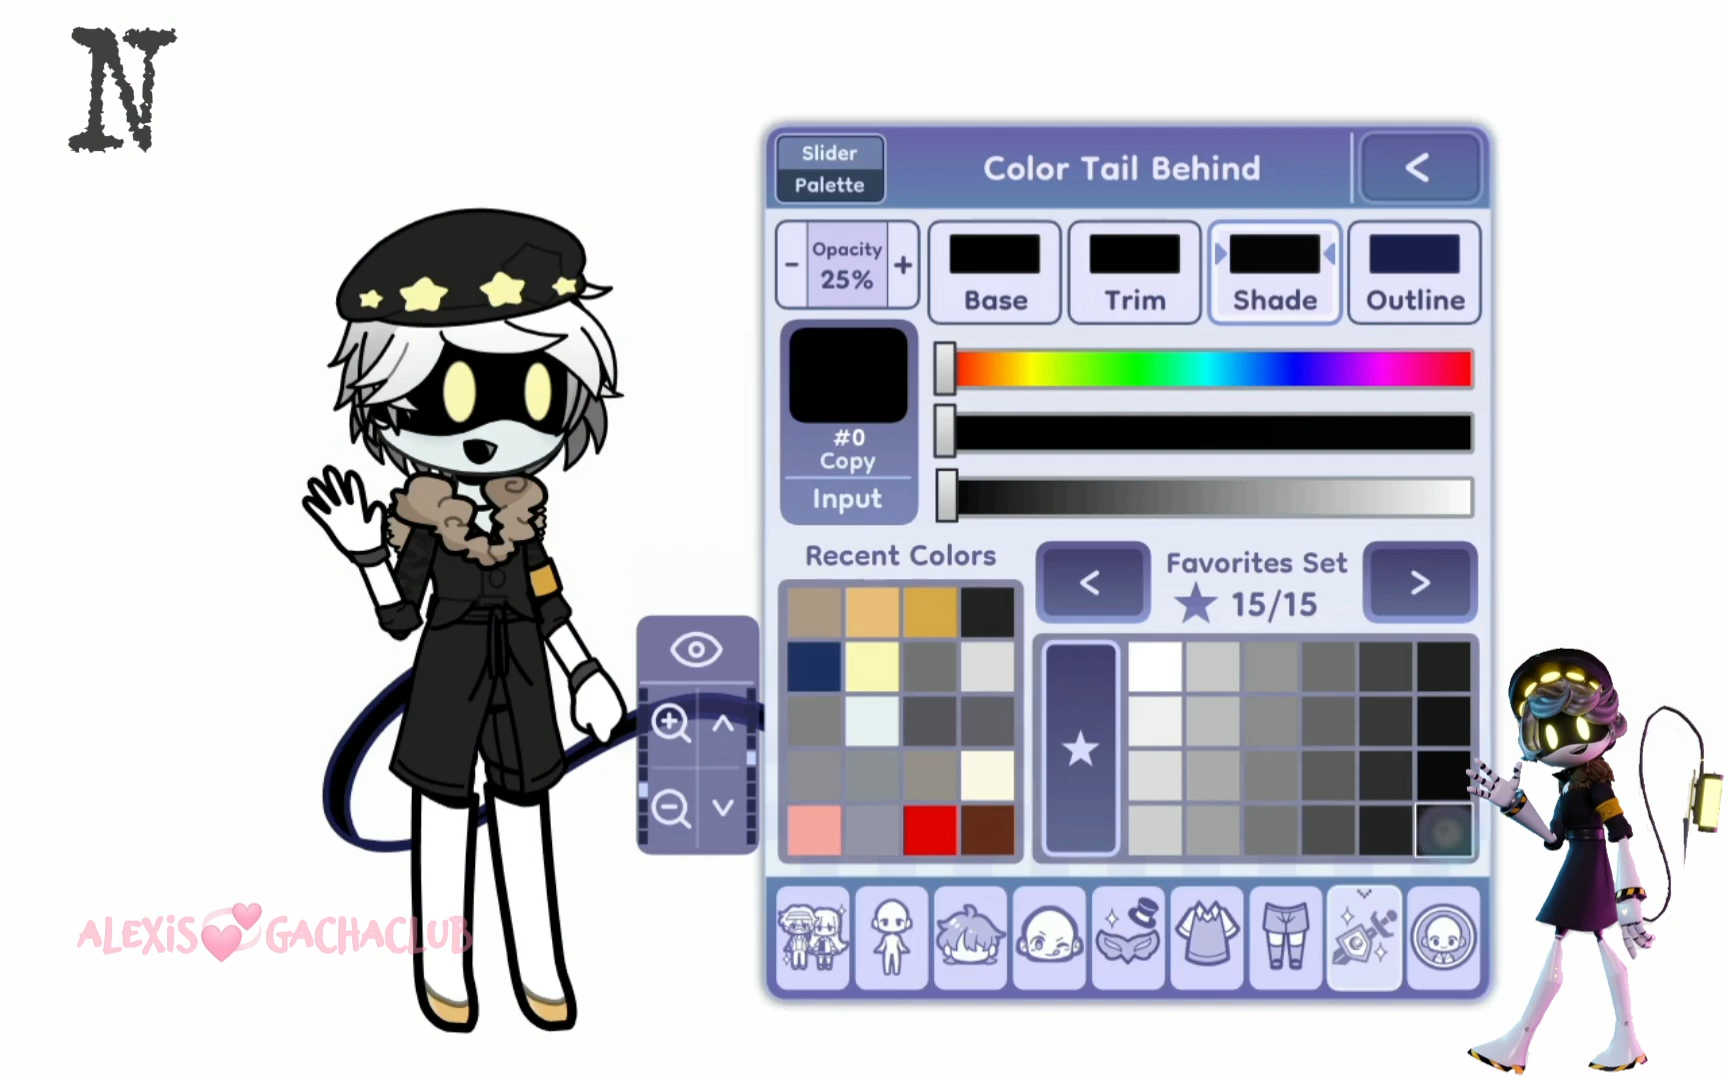 N
Slider
Palette
Color Tail Behind
<
- Opacity 25% +
Base
Trim
Shade
Outline
#0
Copy
Input
Recent Colors
<
Favorites Set
15/15
>
ALEXiS GACHACLUB